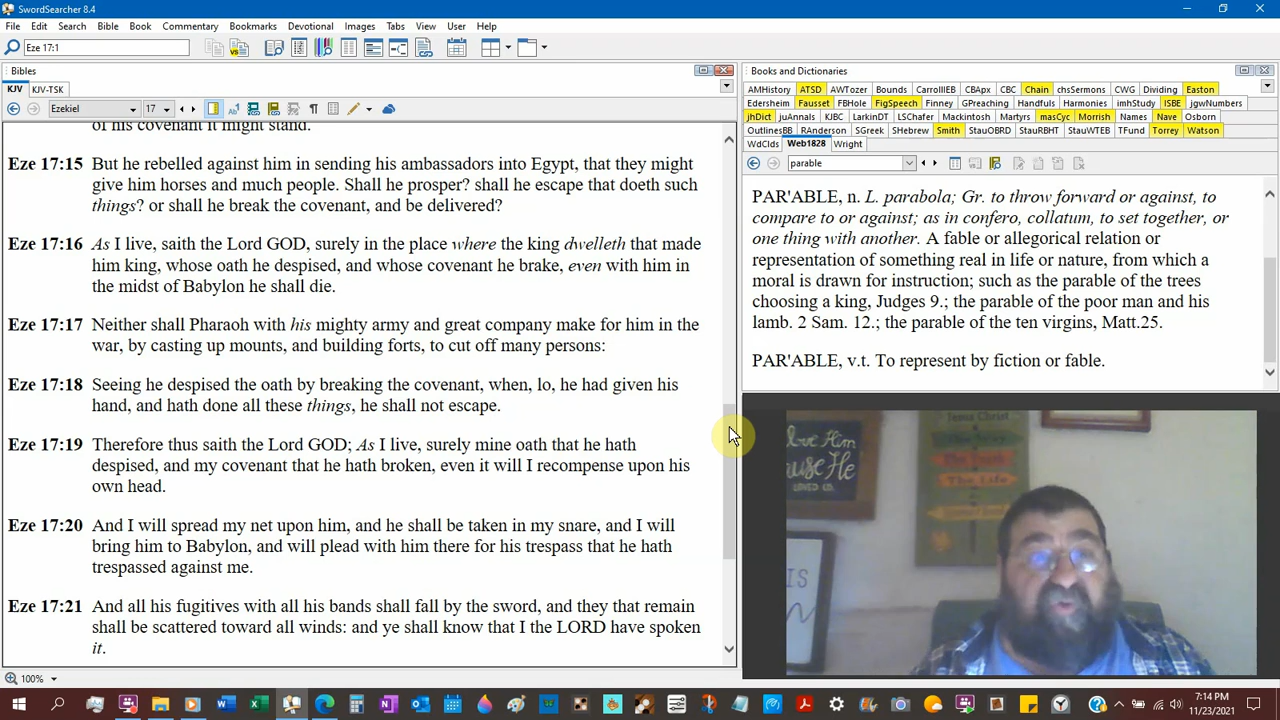 SwordSearcher 8.4
File Edit Search Bible Book Commentary Bookmarks Devotional Images Tabs View User Help
Eze 17:1
Bibles
KJV KJV-TSK
Ezekiel 17
of his covenant it might stand.
Eze 17:15 But he rebelled against him in sending his ambassadors into Egypt, that they might
give him horses and much people. Shall he prosper? shall he escape that doeth such
things? or shall he break the covenant, and be delivered?
Eze 17:16 As I live, saith the Lord GOD, surely in the place where the king dwelleth that made
him king, whose oath he despised, and whose covenant he brake, even with him in
the midst of Babylon he shall die.
Eze 17:17 Neither shall Pharaoh with his mighty army and great company make for him in the
war, by casting up mounts, and building forts, to cut off many persons:
Eze 17:18 Seeing he despised the oath by breaking the covenant, when, lo, he had given his
hand, and hath done all these things, he shall not escape.
Eze 17:19 Therefore thus saith the Lord GOD; As I live, surely mine oath that he hath
despised, and my covenant that he hath broken, even it will I recompense upon his
own head.
Eze 17:20 And I will spread my net upon him, and he shall be taken in my snare, and I will
bring him to Babylon, and will plead with him there for his trespass that he hath
trespassed against me.
Eze 17:21 And all his fugitives with all his bands shall fall by the sword, and they that remain
shall be scattered toward all winds: and ye shall know that I the LORD have spoken
it.
100%
Books and Dictionaries
AMHistory ATSD AWTozer Bounds CarrollIEB CBApx CBC Chain chsSermons CWG Dividing Easton
Edersheim Fausset FBHole FigSpeech Finney GPreaching Handfuls Harmonies imhStudy ISBE jgwNumbers
jhDict juAnnals KJBC LarkinDT LSChafer Mackintosh Martyrs masCyc Morrish Names Nave Osborn
OutlinesBB RAnderson SGreek SHebrew Smith StauOBRD StauRBHT StauWTEB TFund Torrey Watson
WdClds Web1828 Wright
parable
PAR'ABLE, n. L. parabola; Gr. to throw forward or against, to
compare to or against; as in confero, collatum, to set together, or
one thing with another. A fable or allegorical relation or
representation of something real in life or nature, from which a
moral is drawn for instruction; such as the parable of the trees
choosing a king, Judges 9.; the parable of the poor man and his
lamb. 2 Sam. 12.; the parable of the ten virgins, Matt.25.
PAR'ABLE, v.t. To represent by fiction or fable.
Jesus Christ
The Truth
The Life
Love Him
cause He
LOVED
IS
7:14 PM
11/23/2021